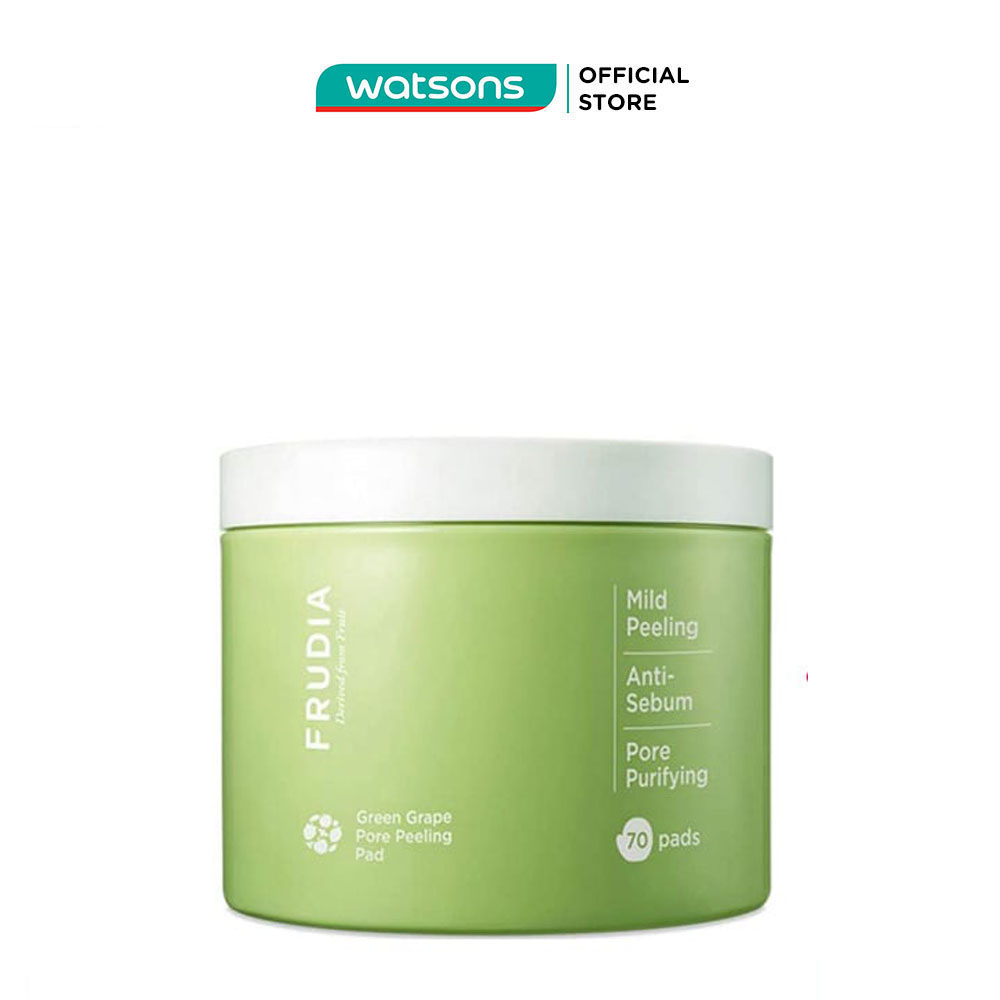 watsons
OFFICIAL
STORE
FRUDIA
Derived from Fruit
Green Grape
Pore Peeling
Pad
Mild
Peeling
Anti-
Sebum
Pore
Purifying
70 pads